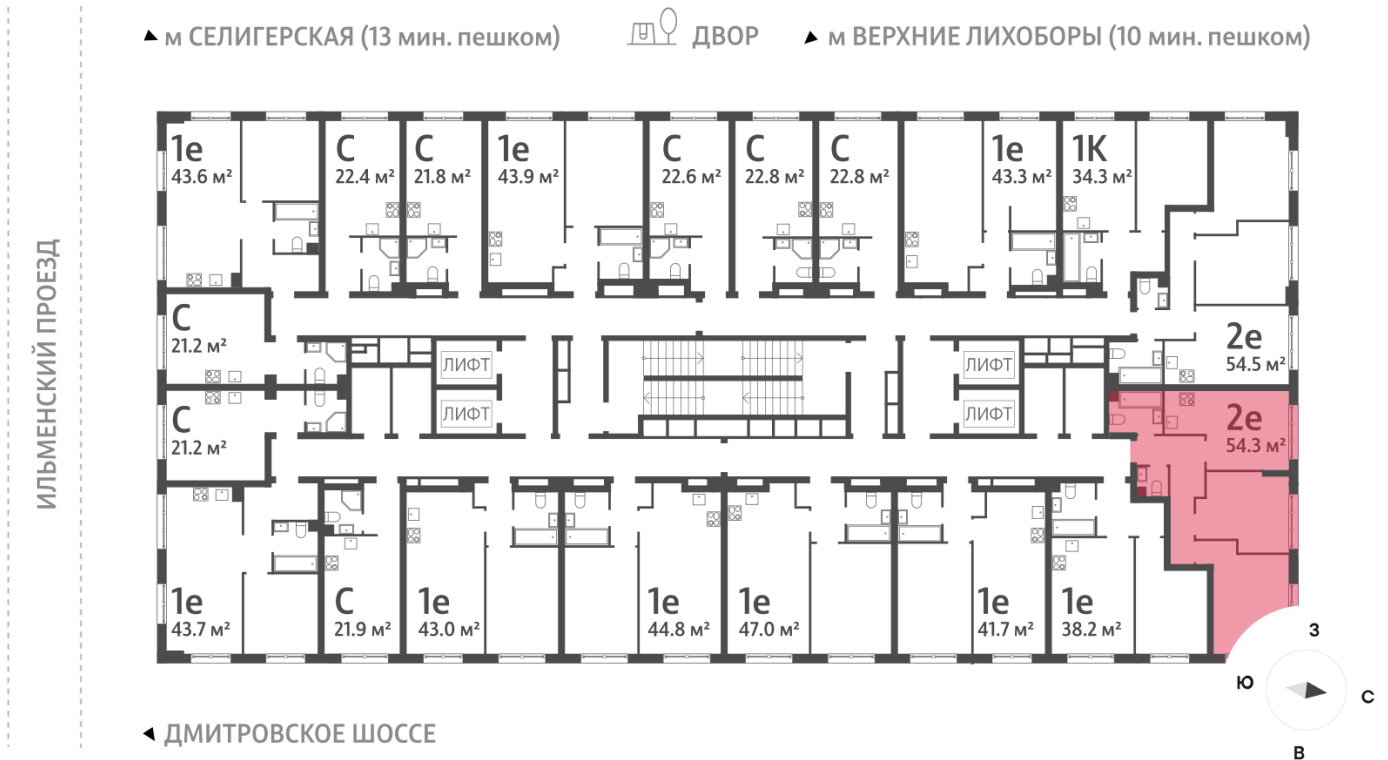 м СЕЛИГЕРСКАЯ (13 мин. пешком)
ДВОР
м ВЕРХНИЕ ЛИХОБОРЫ (10 мин. пешком)
ИЛЬМЕНСКИЙ ПРОЕЗД
1е
43.6 м²
С
22.4 м²
С
21.8 м²
1е
43.9 м²
С
22.6 м²
С
22.8 м²
С
22.8 м²
1е
43.3 м²
1К
34.3 м²
С
21.2 м²
ЛИФТ
ЛИФТ
2е
54.5 м²
С
21.2 м²
ЛИФТ
ЛИФТ
2е
54.3 м²
1е
43.7 м²
С
21.9 м²
1е
43.0 м²
1е
44.8 м²
1е
47.0 м²
1е
41.7 м²
1е
38.2 м²
З
Ю
С
В
ДМИТРОВСКОЕ ШОССЕ